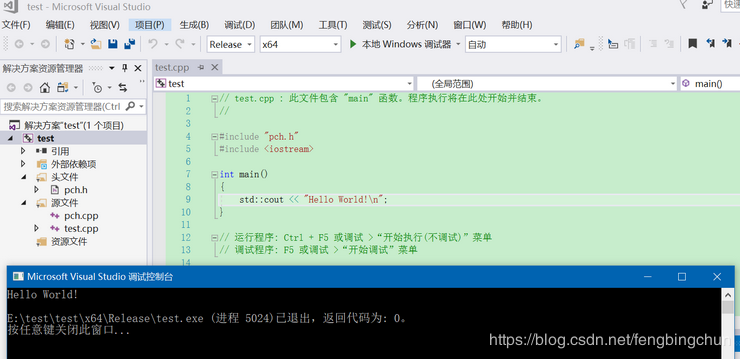 test - Microsoft Visual Studio
快速
文件(F) 编辑(E) 视图(V) 项目(P) 生成(B) 调试(D) 团队(M) 工具(T) 测试(S) 分析(N) 窗口(W) 帮助(H)
Release x64 本地 Windows 调试器 自动
解决方案资源管理器
搜索解决方案资源管理器(Ctrl
解决方案"test"(1 个项目)
test
引用
外部依赖项
头文件
pch.h
源文件
pch.cpp
test.cpp
资源文件
test.cpp
test (全局范围) main()
1 // test.cpp : 此文件包含 "main" 函数。程序执行将在此处开始并结束。
2 //
3
4 #include "pch.h"
5 #include <iostream>
6
7 int main()
8 {
9 std::cout << "Hello World!\n";
10 }
11
12 // 运行程序: Ctrl + F5 或调试 >“开始执行(不调试)”菜单
13 // 调试程序: F5 或调试 >“开始调试”菜单
14
Microsoft Visual Studio 调试控制台
Hello World!
E:\test\test\x64\Release\test.exe (进程 5024)已退出，返回代码为: 0。
按任意键关闭此窗口...
https://blog.csdn.net/fengbingchun